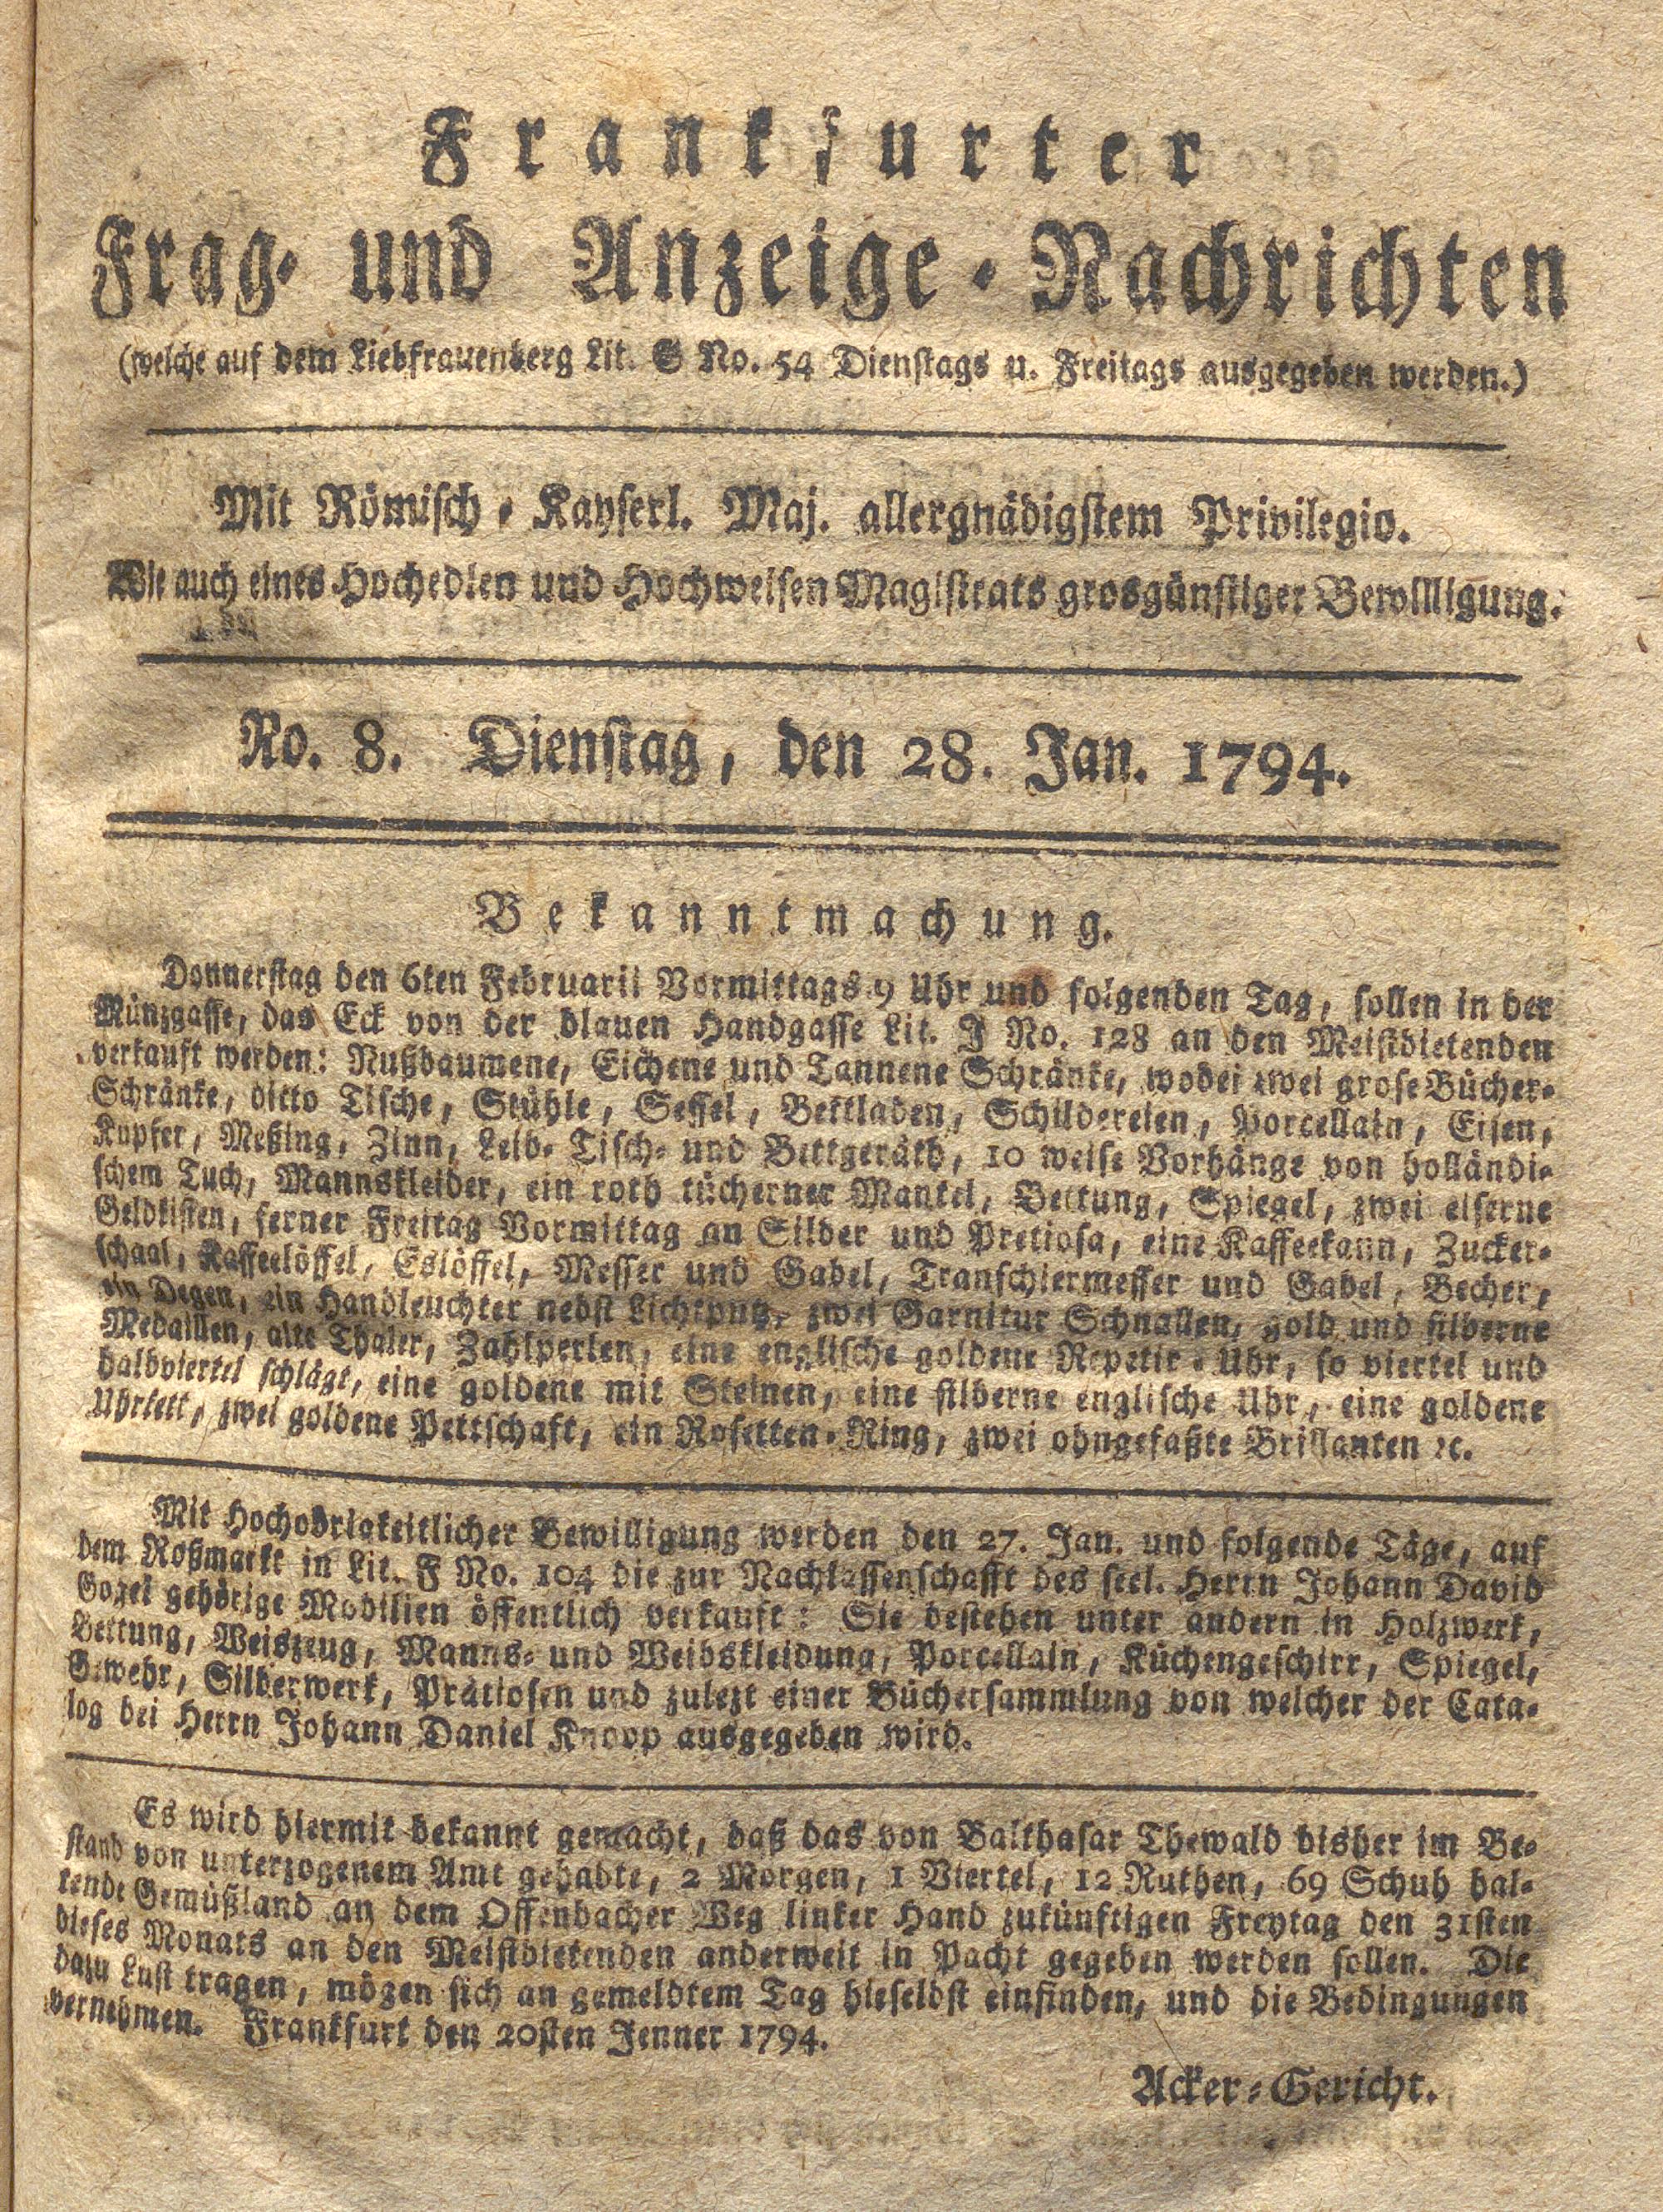 Frankfurter
Frag- und Anzeige-Nachrichten
(welche auf dem Liebfrauenberg Lit. G No. 54 Dienstags u. Freitags ausgegeben werden.)
Mit Römisch-Kayserl. Maj. allergnädigstem Privilegio.
Wie auch eines Hochedlen und Hochweisen Magistrats grosgünstiger Bewilligung.
No. 8. Dienstag, den 28. Jan. 1794.
Bekanntmachung.
Donnerstag den 6ten Februarii Vormittags 9 Uhr und folgenden Tag, sollen in der
Münzgasse, das Eck von der blauen Handgasse Lit. J No. 128 an den Meistbietenden
verkauft werden: Nußbaumene, Eichene und Tannene Schränke, wobei zwei grose Bücher-
Schränke, ditto Tische, Stühle, Sessel, Bettladen, Schildereien, Porcellain, Eisen,
Kupfer, Meßing, Zinn, Leib- Tisch- und Bettgeräth, 10 weise Vorhänge von holländi-
schem Tuch, Mannskleider, ein roth tücherner Mantel, Bettung, Spiegel, zwei eiserne
Geldkisten, ferner Freitag Vormittag an Silber und Pretiosa, eine Kaffeekann, Zucker-
schaal, Kaffeelöffel, Eslöffel, Messer und Gabel, Transchiermesser und Gabel, Becher,
ein Degen, ein Handleuchter nebst Lichtputz, zwei Garnitur Schnallen, gold und silberne
Medaillen, alte Thaler, Zahlperlen, eine englische goldene Repetir-Uhr, so viertel und
halbviertel schlägt, eine goldene mit Steinen, eine silberne englische Uhr, eine goldene
Uhrkett, zwei goldene Pettschaft, ein Rosetten-Ring, zwei ohngefaßte Brillanten ꝛc.
Mit Hochobrigkeitlicher Bewilligung werden den 27. Jan. und folgende Täge, auf
dem Roßmarkt in Lit. F No. 104 die zur Nachlassenschafft des seel. Herrn Johann David
Gozel gehörige Mobilien öffentlich verkauft: Sie bestehen unter andern in Holzwerk,
Bettung, Weiszeug, Manns- und Weibskleidung, Porcellain, Küchengeschirr, Spiegel,
Gewehr, Silberwerk, Prätiosen und zulezt einer Büchersammlung von welcher der Cata-
log bei Herrn Johann Daniel Knoop ausgegeben wird.
Es wird hiermit bekannt gemacht, daß das von Balthasar Thewald bisher im Be-
stand von unterzogenem Amt gehabte, 2 Morgen, 1 Viertel, 12 Ruthen, 69 Schuh hal-
tende Gemüßland an dem Offenbacher Weg linker Hand zukünftigen Freytag den 31sten
dieses Monats an den Meistbietenden anderweit in Pacht gegeben werden sollen. Die
dazu Lust tragen, mögen sich an gemeldtem Tag hieselbst einfinden, und die Bedingungen
vernehmen. Frankfurt den 20sten Jenner 1794.
Acker-Gericht.